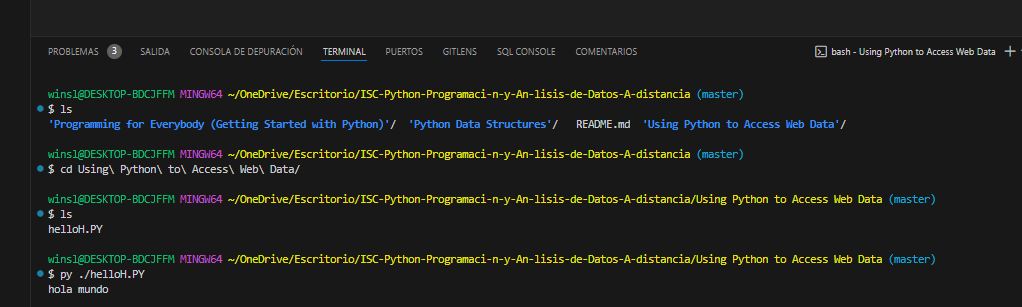 PROBLEMAS 3 SALIDA CONSOLA DE DEPURACIÓN TERMINAL PUERTOS GITLENS SQL CONSOLE COMENTARIOS bash - Using Python to Access Web Data
winsl@DESKTOP-BDCJFFM MINGW64 ~/OneDrive/Escritorio/ISC-Python-Programaci-n-y-An-lisis-de-Datos-A-distancia (master)
$ ls
'Programming for Everybody (Getting Started with Python)'/ 'Python Data Structures'/ README.md 'Using Python to Access Web Data'/
winsl@DESKTOP-BDCJFFM MINGW64 ~/OneDrive/Escritorio/ISC-Python-Programaci-n-y-An-lisis-de-Datos-A-distancia (master)
$ cd Using\ Python\ to\ Access\ Web\ Data/
winsl@DESKTOP-BDCJFFM MINGW64 ~/OneDrive/Escritorio/ISC-Python-Programaci-n-y-An-lisis-de-Datos-A-distancia/Using Python to Access Web Data (master)
$ ls
helloH.PY
winsl@DESKTOP-BDCJFFM MINGW64 ~/OneDrive/Escritorio/ISC-Python-Programaci-n-y-An-lisis-de-Datos-A-distancia/Using Python to Access Web Data (master)
$ py ./helloH.PY
hola mundo